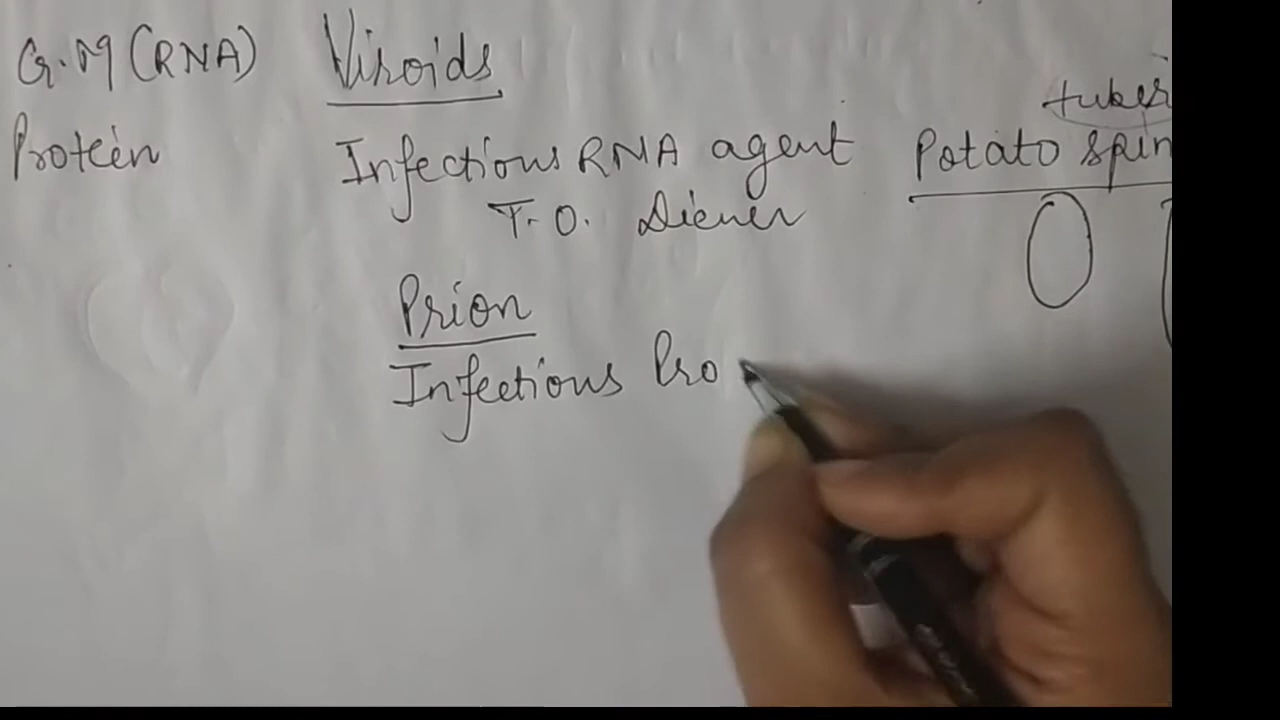 G.M (RNA)
Protein
Viroids
Infectious RNA agent
T.O. Diener
tuber
Potato spin
Prion
Infectious Pro